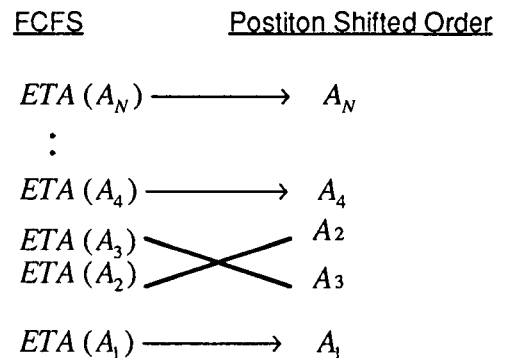 FCFS Postiton Shifted Order
ETA (A_N) A_N
⋮
ETA (A_4) A_4
ETA (A_3) A2
ETA (A_2) A3
ETA (A_1) A_1